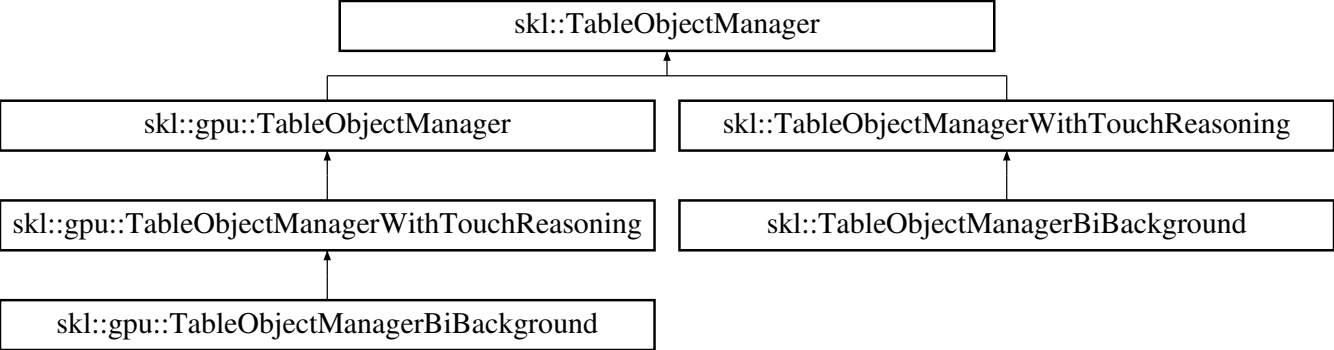 skl::TableObjectManager
skl::gpu::TableObjectManager
skl::TableObjectManagerWithTouchReasoning
skl::gpu::TableObjectManagerWithTouchReasoning
skl::TableObjectManagerBiBackground
skl::gpu::TableObjectManagerBiBackground